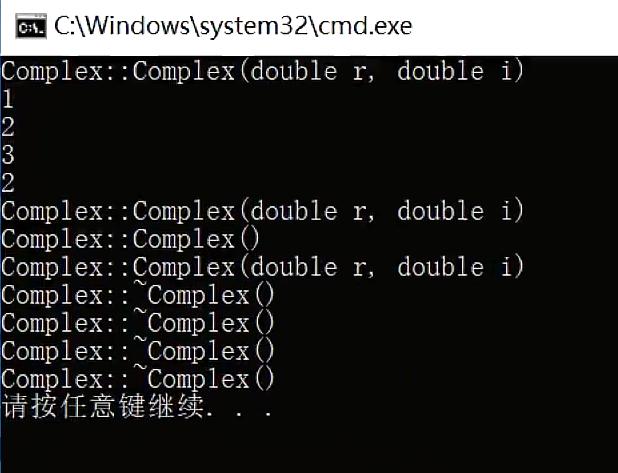 C:\Windows\system32\cmd.exe
Complex::Complex(double r, double i)
1
2
3
2
Complex::Complex(double r, double i)
Complex::Complex()
Complex::Complex(double r, double i)
Complex::~Complex()
Complex::~Complex()
Complex::~Complex()
Complex::~Complex()
请按任意键继续. . .